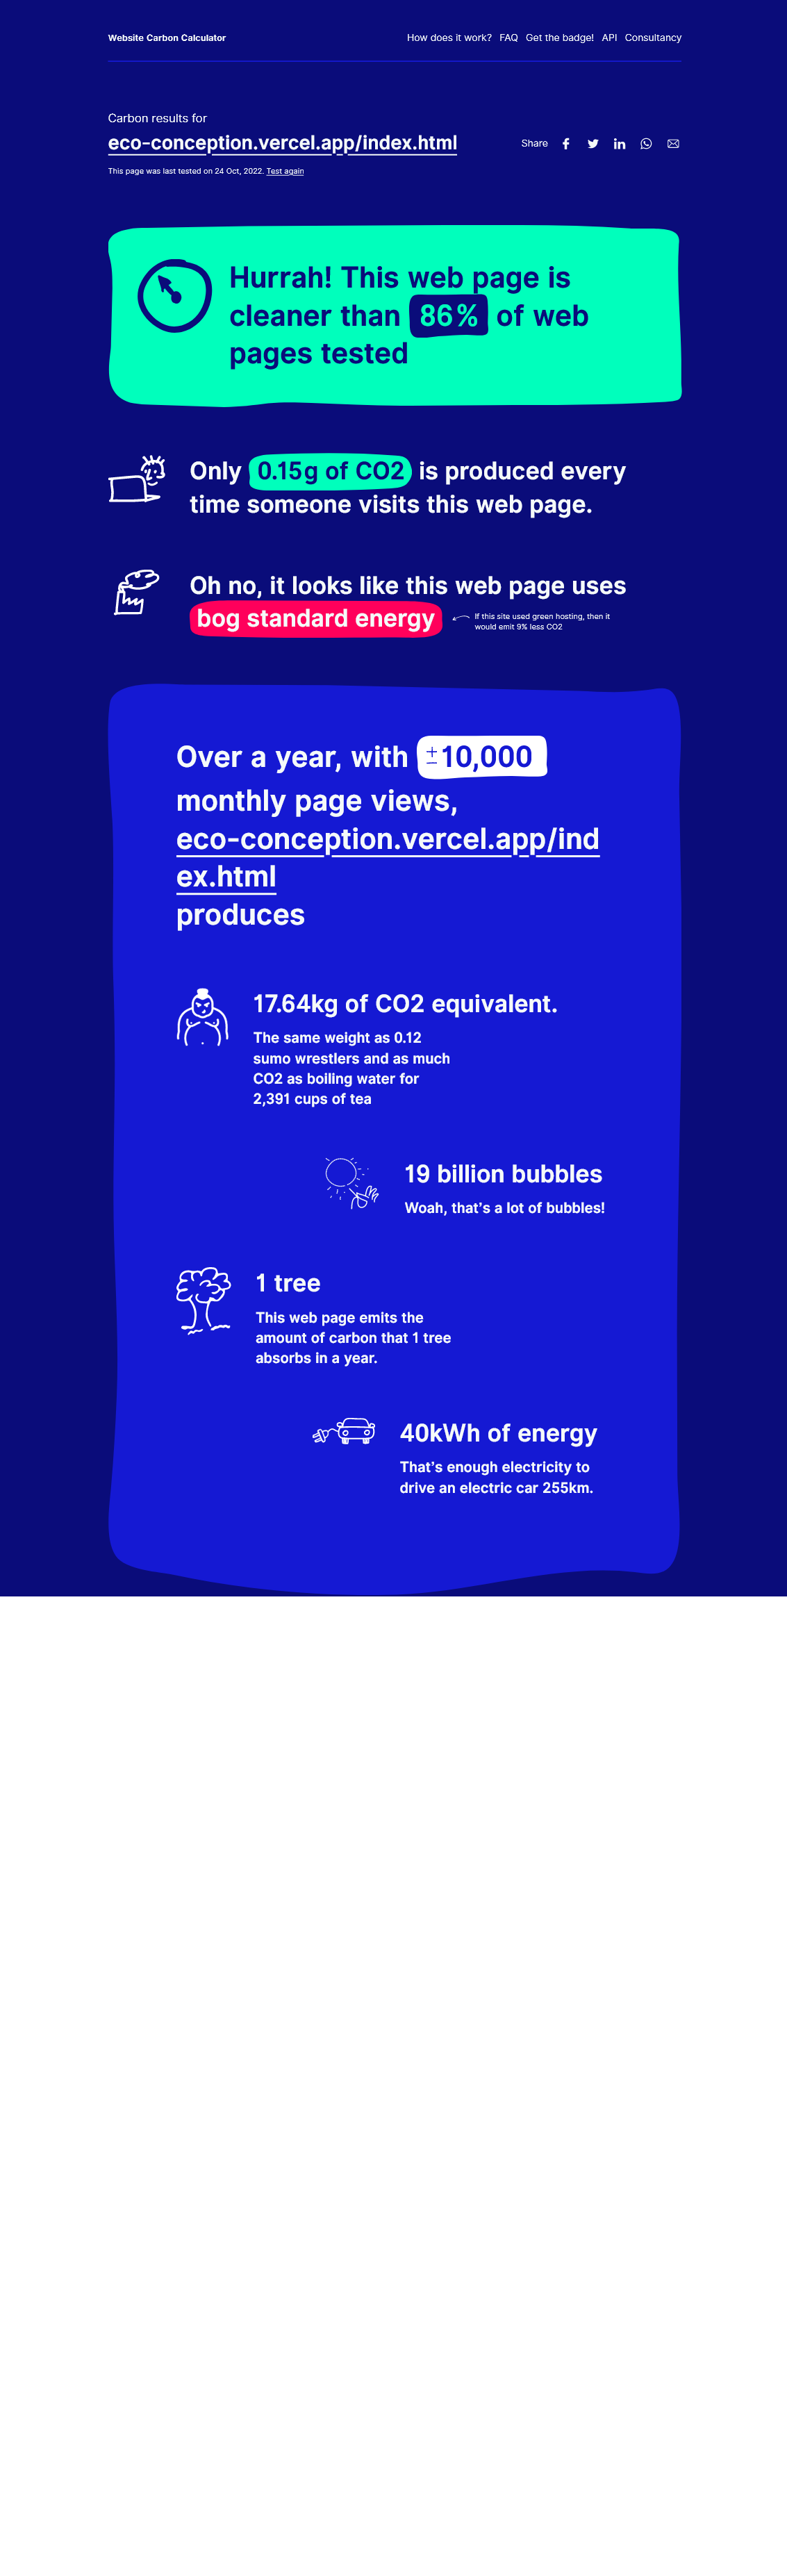 Website Carbon Calculator
How does it work? FAQ Get the badge! API Consultancy
Carbon results for
eco-conception.vercel.app/index.html
Share
This page was last tested on 24 Oct, 2022. Test again
Hurrah! This web page is
cleaner than 86% of web
pages tested
Only 0.15g of CO2 is produced every
time someone visits this web page.
Oh no, it looks like this web page uses
bog standard energy
If this site used green hosting, then it
would emit 9% less CO2
Over a year, with ±10,000
monthly page views,
eco-conception.vercel.app/ind
ex.html
produces
17.64kg of CO2 equivalent.
The same weight as 0.12
sumo wrestlers and as much
CO2 as boiling water for
2,391 cups of tea
19 billion bubbles
Woah, that’s a lot of bubbles!
1 tree
This web page emits the
amount of carbon that 1 tree
absorbs in a year.
40kWh of energy
That’s enough electricity to
drive an electric car 255km.